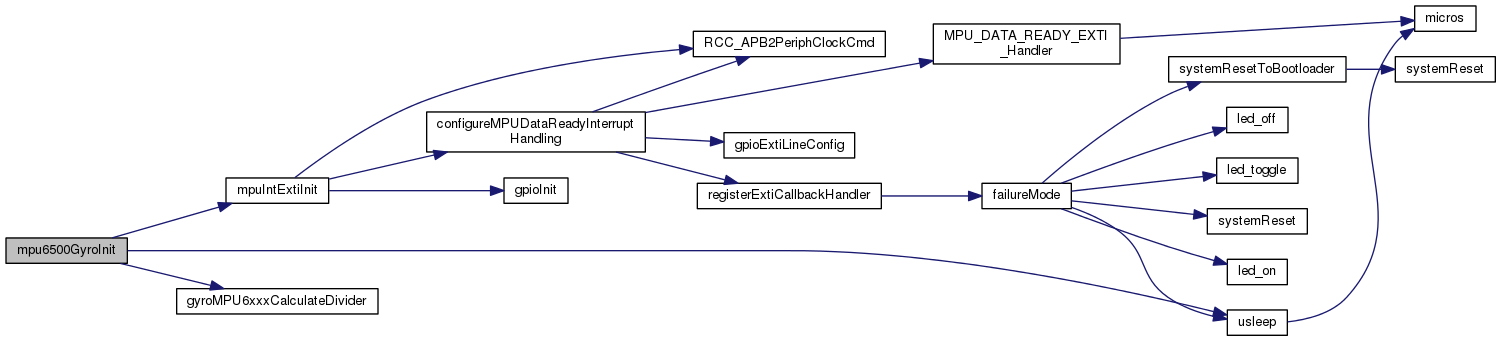 micros
RCC_APB2PeriphClockCmd
MPU_DATA_READY_EXTI
_Handler
systemResetToBootloader
systemReset
configureMPUDataReadyInterrupt
Handling
led_off
gpioExtiLineConfig
led_toggle
mpuIntExtiInit
gpioInit
registerExtiCallbackHandler
failureMode
systemReset
mpu6500GyroInit
led_on
gyroMPU6xxxCalculateDivider
usleep